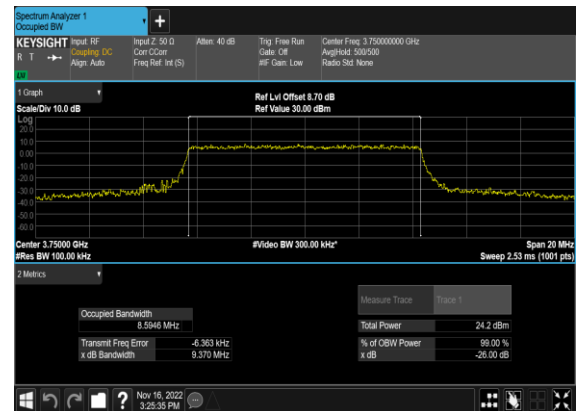 Spectrum Analyzer 1
Occupied BW
+
KEYSIGHT Input: RF Input Z: 50 Ω Atten: 40 dB Trig: Free Run Center Freq: 3.750000000 GHz
R T Coupling: DC Corr CCorr Gate: Off Avg|Hold: 500/500
Align: Auto Freq Ref: Int (S) #IF Gain: Low Radio Std: None
1 Graph
Ref Lvl Offset 8.70 dB
Scale/Div 10.0 dB Ref Value 30.00 dBm
Log
20.0
10.0
0.00
-10.0
-20.0
-30.0
-40.0
-50.0
-60.0
Center 3.75000 GHz #Video BW 300.00 kHz* Span 20 MHz
#Res BW 100.00 kHz Sweep 2.53 ms (1001 pts)
2 Metrics
Measure Trace Trace 1
Occupied Bandwidth
8.5946 MHz Total Power 24.2 dBm
Transmit Freq Error -6.363 kHz % of OBW Power 99.00 %
x dB Bandwidth 9.370 MHz x dB -26.00 dB
? Nov 16, 2022
3:25:35 PM